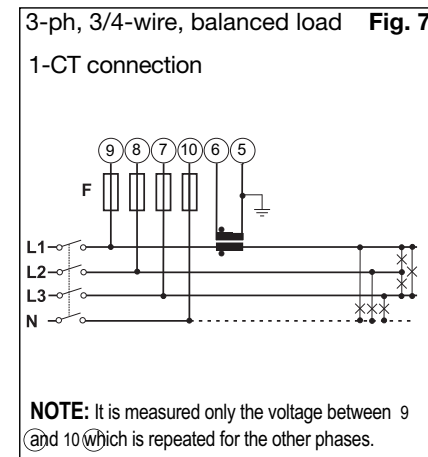 3-ph, 3/4-wire, balanced load Fig. 7
1-CT connection
9 8 7 10 6 5
F
L1
L2
L3
N
NOTE: It is measured only the voltage between 9
and 10 which is repeated for the other phases.